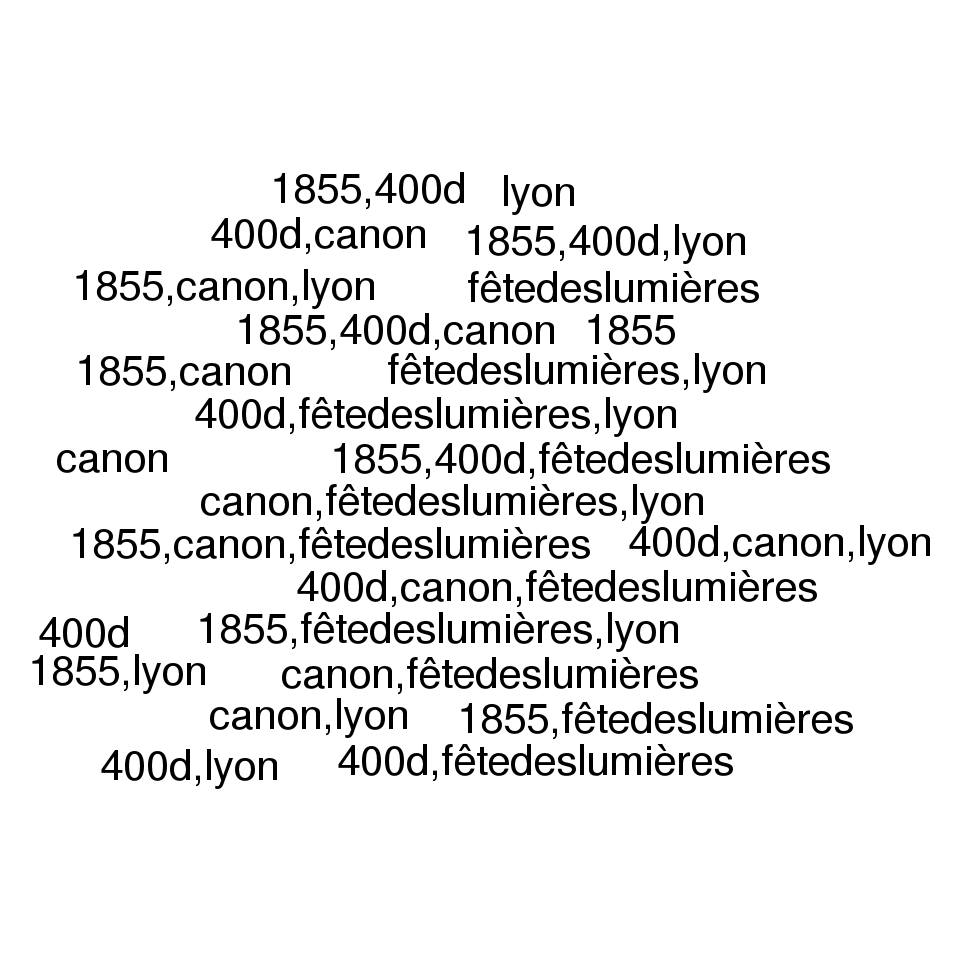 1855,400d lyon
400d,canon 1855,400d,lyon
1855,canon,lyon fêtedeslumières
1855,400d,canon 1855
1855,canon fêtedeslumières,lyon
400d,fêtedeslumières,lyon
canon 1855,400d,fêtedeslumières
canon,fêtedeslumières,lyon
1855,canon,fêtedeslumières 400d,canon,lyon
400d,canon,fêtedeslumières
400d 1855,fêtedeslumières,lyon
1855,lyon canon,fêtedeslumières
canon,lyon 1855,fêtedeslumières
400d,lyon 400d,fêtedeslumières